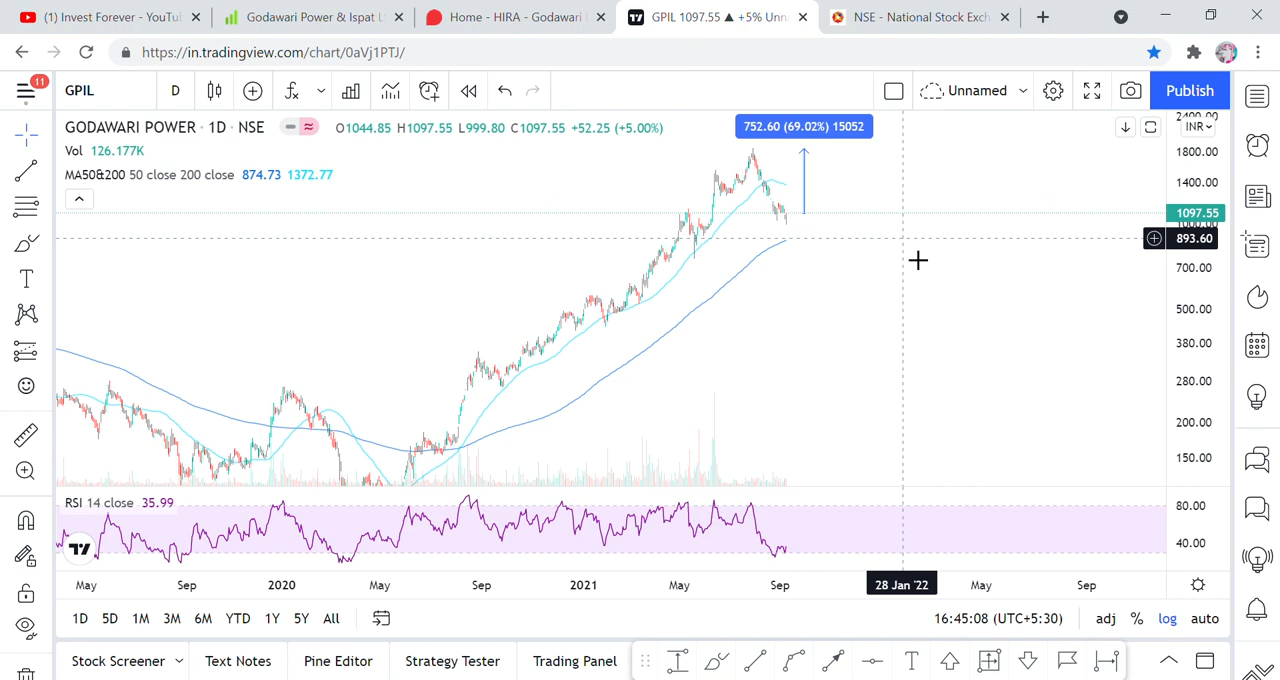 (1) Invest Forever - YouTu
Godawari Power & Ispat L
Home - HIRA - Godawari
GPIL 1097.55 ▲ +5% Unn
NSE - National Stock Exch
https://in.tradingview.com/chart/0aVj1PTJ/
11
GPIL
D
Unnamed
Publish
GODAWARI POWER · 1D · NSE
O1044.85 H1097.55 L999.80 C1097.55 +52.25 (+5.00%)
752.60 (69.02%) 15052
INR
Vol 126.177K
MA50&200 50 close 200 close 874.73 1372.77
2400.00
1800.00
1400.00
1097.55
1000.00
893.60
700.00
500.00
380.00
280.00
200.00
150.00
RSI 14 close 35.99
80.00
40.00
May Sep 2020 May Sep 2021 May Sep 28 Jan '22 May Sep
1D 5D 1M 3M 6M YTD 1Y 5Y All
16:45:08 (UTC+5:30) adj % log auto
Stock Screener Text Notes Pine Editor Strategy Tester Trading Panel